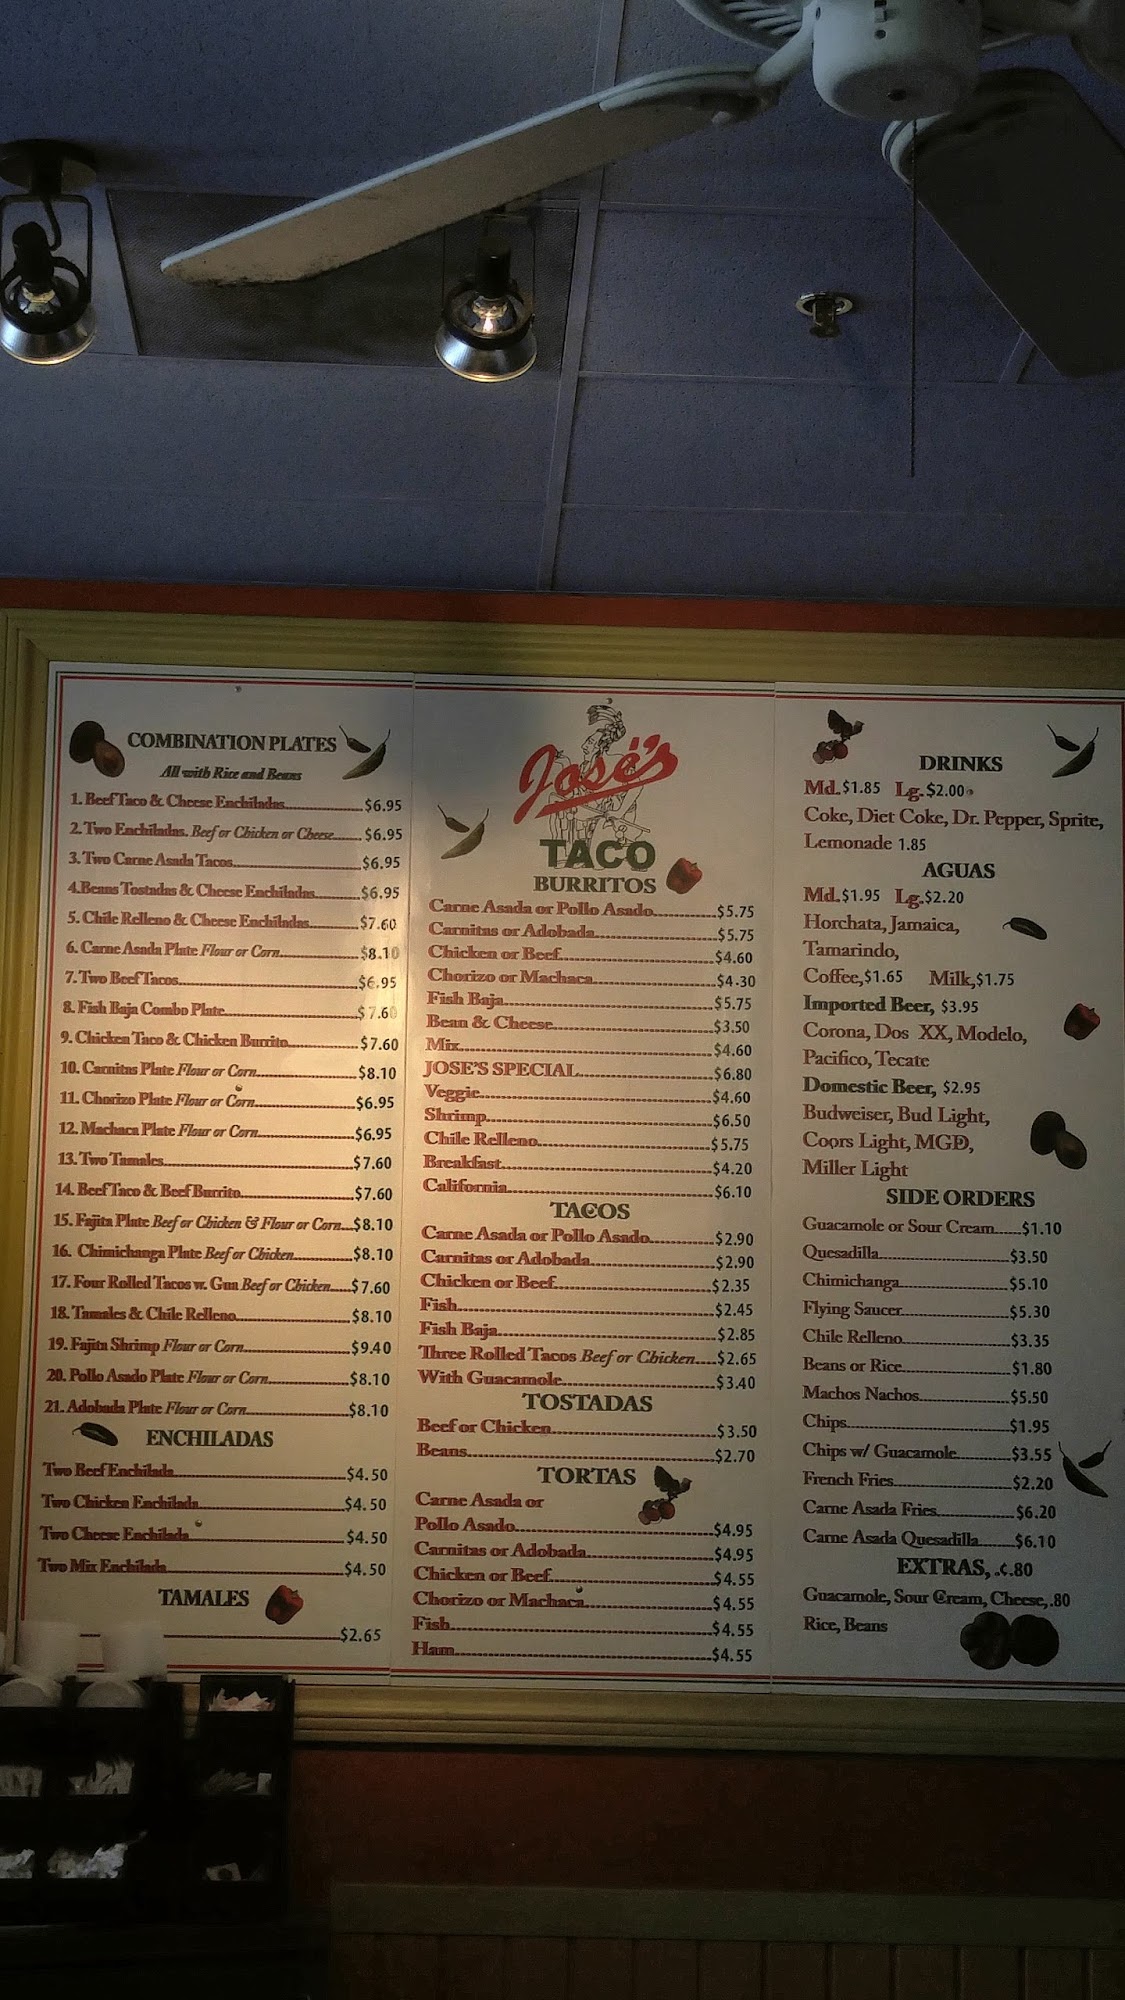 COMBINATION PLATES
All with Rice and Beans
1. Beef Taco & Cheese Enchiladas $6.95
2. Two Enchiladas. Beef or Chicken or Cheese $6.95
3. Two Carne Asada Tacos $6.95
4.Beans Tostadas & Cheese Enchiladas $6.95
5. Chile Relleno & Cheese Enchiladas $7.60
6. Carne Asada Plate Flour or Corn $8.10
7. Two Beef Tacos $6.95
8. Fish Baja Combo Plate $7.60
9. Chicken Taco & Chicken Burrito $7.60
10. Carnitas Plate Flour or Corn $8.10
11. Chorizo Plate Flour or Corn $6.95
12. Machaca Plate Flour or Corn $6.95
13. Two Tamales $7.60
14. Beef Taco & Beef Burrito $7.60
15. Fajita Plate Beef or Chicken & Flour or Corn $8.10
16. Chimichanga Plate Beef or Chicken $8.10
17. Four Rolled Tacos w. Gua Beef or Chicken $7.60
18. Tamales & Chile Relleno $8.10
19. Fajita Shrimp Flour or Corn $9.40
20. Pollo Asado Plate Flour or Corn $8.10
21. Adobada Plate Flour or Corn $8.10
ENCHILADAS
Two Beef Enchilada $4.50
Two Chicken Enchilada $4.50
Two Cheese Enchilada $4.50
Two Mix Enchilada $4.50
TAMALES
$2.65
José's
TACO
BURRITOS
Carne Asada or Pollo Asado $5.75
Carnitas or Adobada $5.75
Chicken or Beef $4.60
Chorizo or Machaca $4.30
Fish Baja $5.75
Bean & Cheese $3.50
Mix $4.60
JOSE'S SPECIAL $6.80
Veggie $4.60
Shrimp $6.50
Chile Relleno $5.75
Breakfast $4.20
California $6.10
TACOS
Carne Asada or Pollo Asado $2.90
Carnitas or Adobada $2.90
Chicken or Beef $2.35
Fish $2.45
Fish Baja $2.85
Three Rolled Tacos Beef or Chicken $2.65
With Guacamole $3.40
TOSTADAS
Beef or Chicken $3.50
Beans $2.70
TORTAS
Carne Asada or
Pollo Asado $4.95
Carnitas or Adobada $4.95
Chicken or Beef $4.55
Chorizo or Machaca $4.55
Fish $4.55
Ham $4.55
DRINKS
Md. $1.85 Lg. $2.00
Coke, Diet Coke, Dr. Pepper, Sprite,
Lemonade 1.85
AGUAS
Md. $1.95 Lg. $2.20
Horchata, Jamaica,
Tamarindo,
Coffee, $1.65 Milk, $1.75
Imported Beer, $3.95
Corona, Dos XX, Modelo,
Pacifico, Tecate
Domestic Beer, $2.95
Budweiser, Bud Light,
Coors Light, MGD,
Miller Light
SIDE ORDERS
Guacamole or Sour Cream $1.10
Quesadilla $3.50
Chimichanga $5.10
Flying Saucer $5.30
Chile Relleno $3.35
Beans or Rice $1.80
Machos Nachos $5.50
Chips $1.95
Chips w/ Guacamole $3.55
French Fries $2.20
Carne Asada Fries $6.20
Carne Asada Quesadilla $6.10
EXTRAS, .¢.80
Guacamole, Sour Cream, Cheese, .80
Rice, Beans